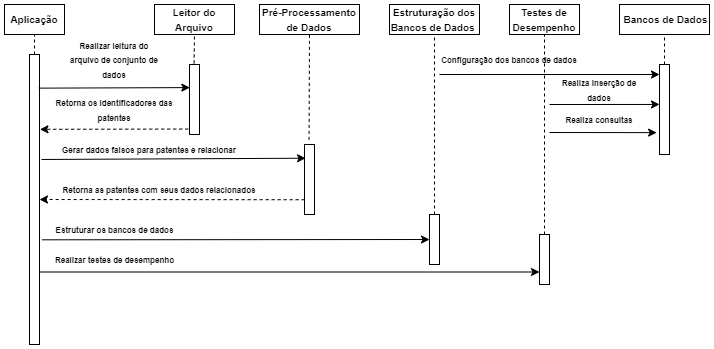 Aplicação
Leitor do
Arquivo
Pré-Processamento
de Dados
Estruturação dos
Bancos de Dados
Testes de
Desempenho
Bancos de Dados
Realizar leitura do
arquivo de conjunto de
dados
Configuração dos bancos de dados
Realiza inserção de
dados
Retorna os identificadores das
patentes
Realiza consultas
Gerar dados falsos para patentes e relacionar
Retorna as patentes com seus dados relacionados
Estruturar os bancos de dados
Realizar testes de desempenho